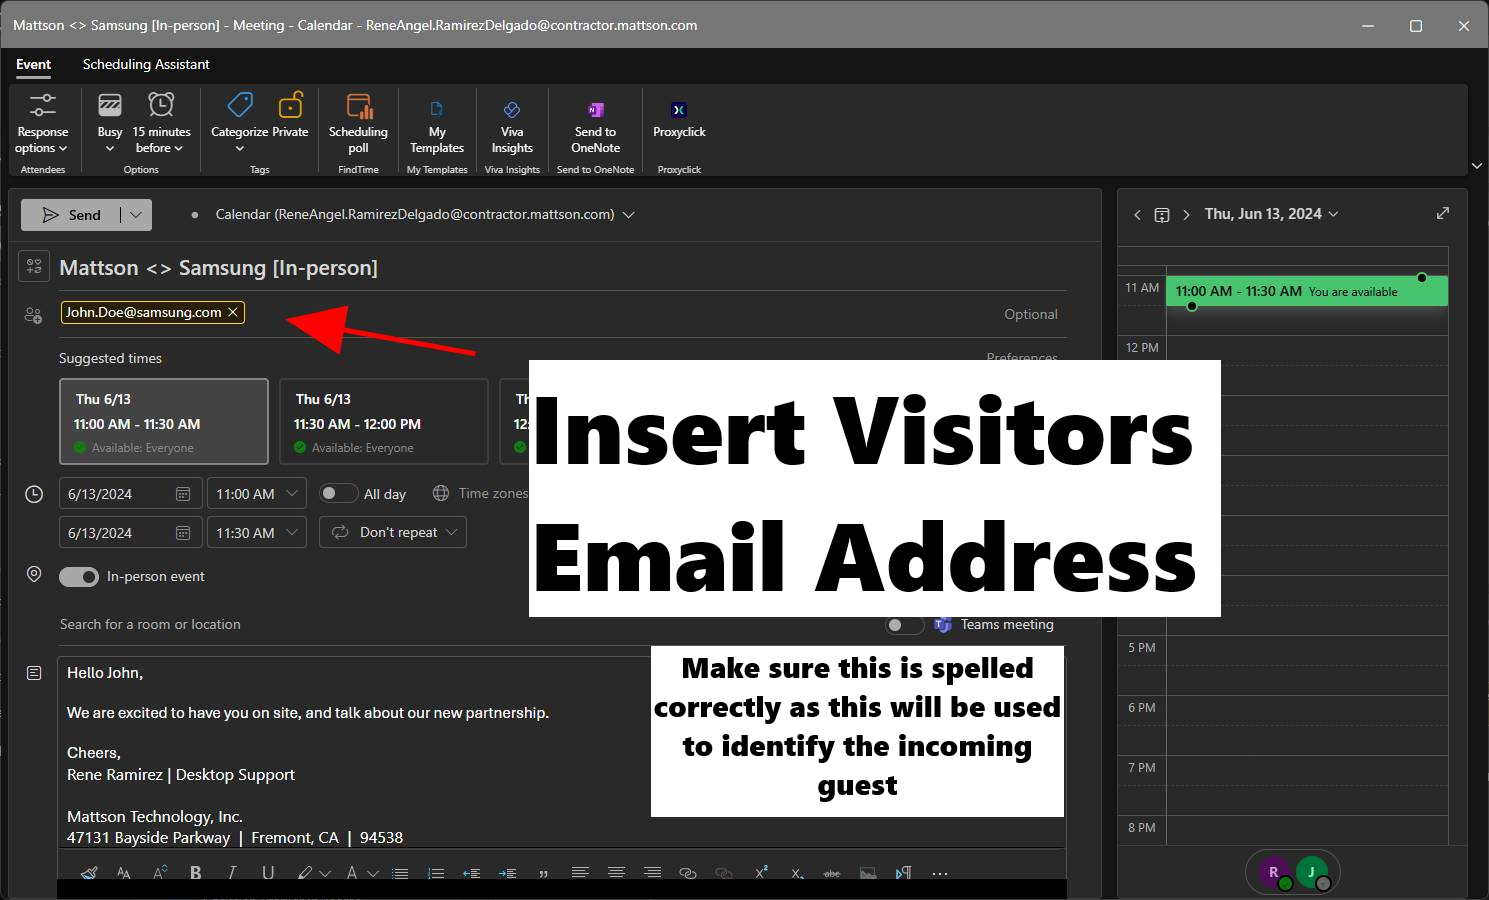 Mattson <> Samsung [In-person] - Meeting - Calendar - ReneAngel.RamirezDelgado@contractor.mattson.com
Event Scheduling Assistant
Response options
Attendees
Busy
15 minutes before
Options
Categorize Private
Tags
Scheduling poll
FindTime
My Templates
My Templates
Viva Insights
Viva Insights
Send to OneNote
Send to OneNote
Proxyclick
Proxyclick
Send
Calendar (ReneAngel.RamirezDelgado@contractor.mattson.com)
Mattson <> Samsung [In-person]
John.Doe@samsung.com
Optional
Suggested times
Preferences
Thu 6/13
11:00 AM - 11:30 AM
Available: Everyone
Thu 6/13
11:30 AM - 12:00 PM
Available: Everyone
6/13/2024 11:00 AM All day Time zones
6/13/2024 11:30 AM Don't repeat
In-person event
Search for a room or location
Teams meeting
Insert Visitors
Email Address
Make sure this is spelled
correctly as this will be used
to identify the incoming
guest
Hello John,
We are excited to have you on site, and talk about our new partnership.
Cheers,
Rene Ramirez | Desktop Support
Mattson Technology, Inc.
47131 Bayside Parkway | Fremont, CA | 94538
Thu, Jun 13, 2024
11 AM
11:00 AM - 11:30 AM You are available
12 PM
5 PM
6 PM
7 PM
8 PM
R J